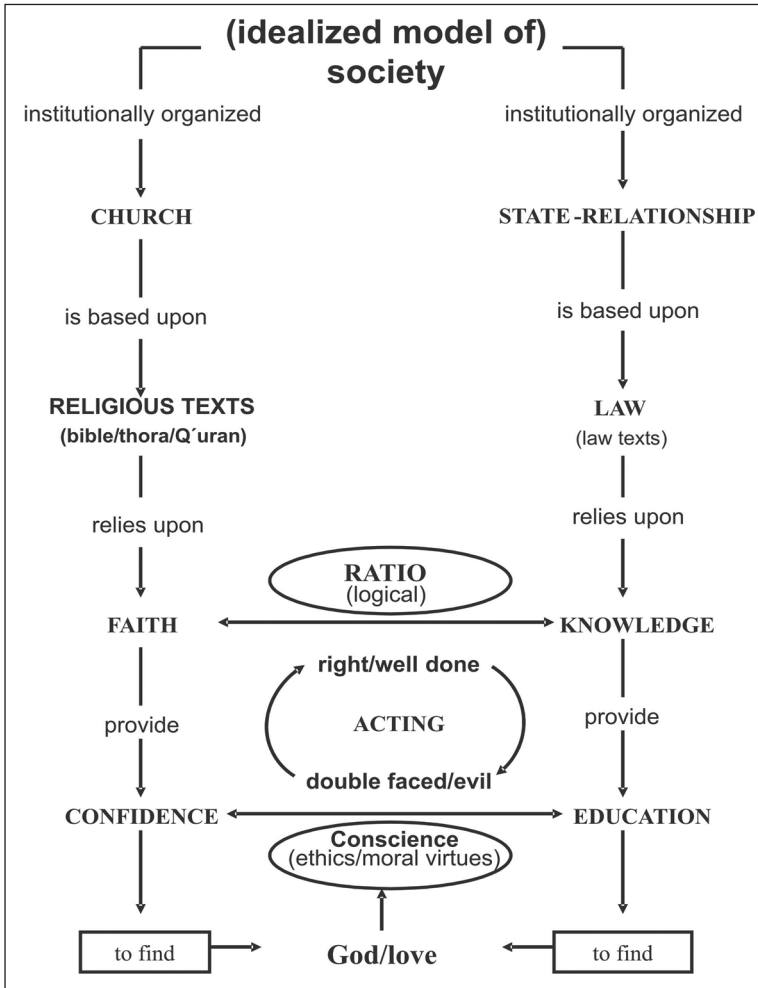 (idealized model of)
society
institutionally organized
institutionally organized
CHURCH
STATE-RELATIONSHIP
is based upon
is based upon
RELIGIOUS TEXTS
(bible/thora/Q´uran)
LAW
(law texts)
relies upon
relies upon
RATIO
(logical)
FAITH
KNOWLEDGE
right/well done
provide
ACTING
provide
double faced/evil
CONFIDENCE
EDUCATION
Conscience
(ethics/moral virtues)
to find
God/love
to find